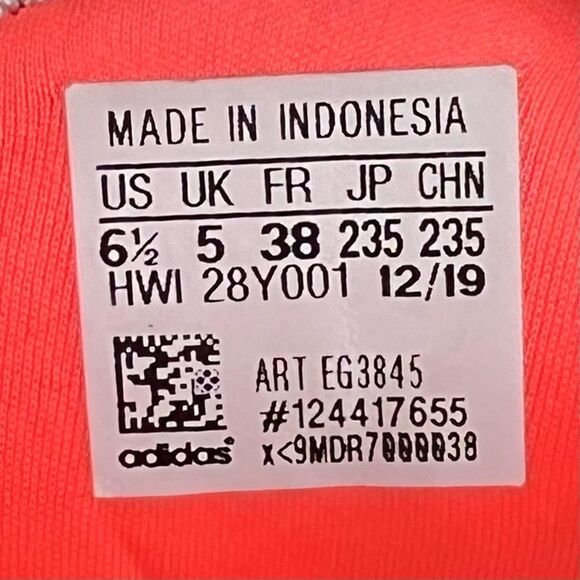 MADE IN INDONESIA
US UK FR JP CHN
6½ 5 38 235 235
HWI 28Y001 12/19
ART EG3845
#124417655
adidas x<9MDR7000038